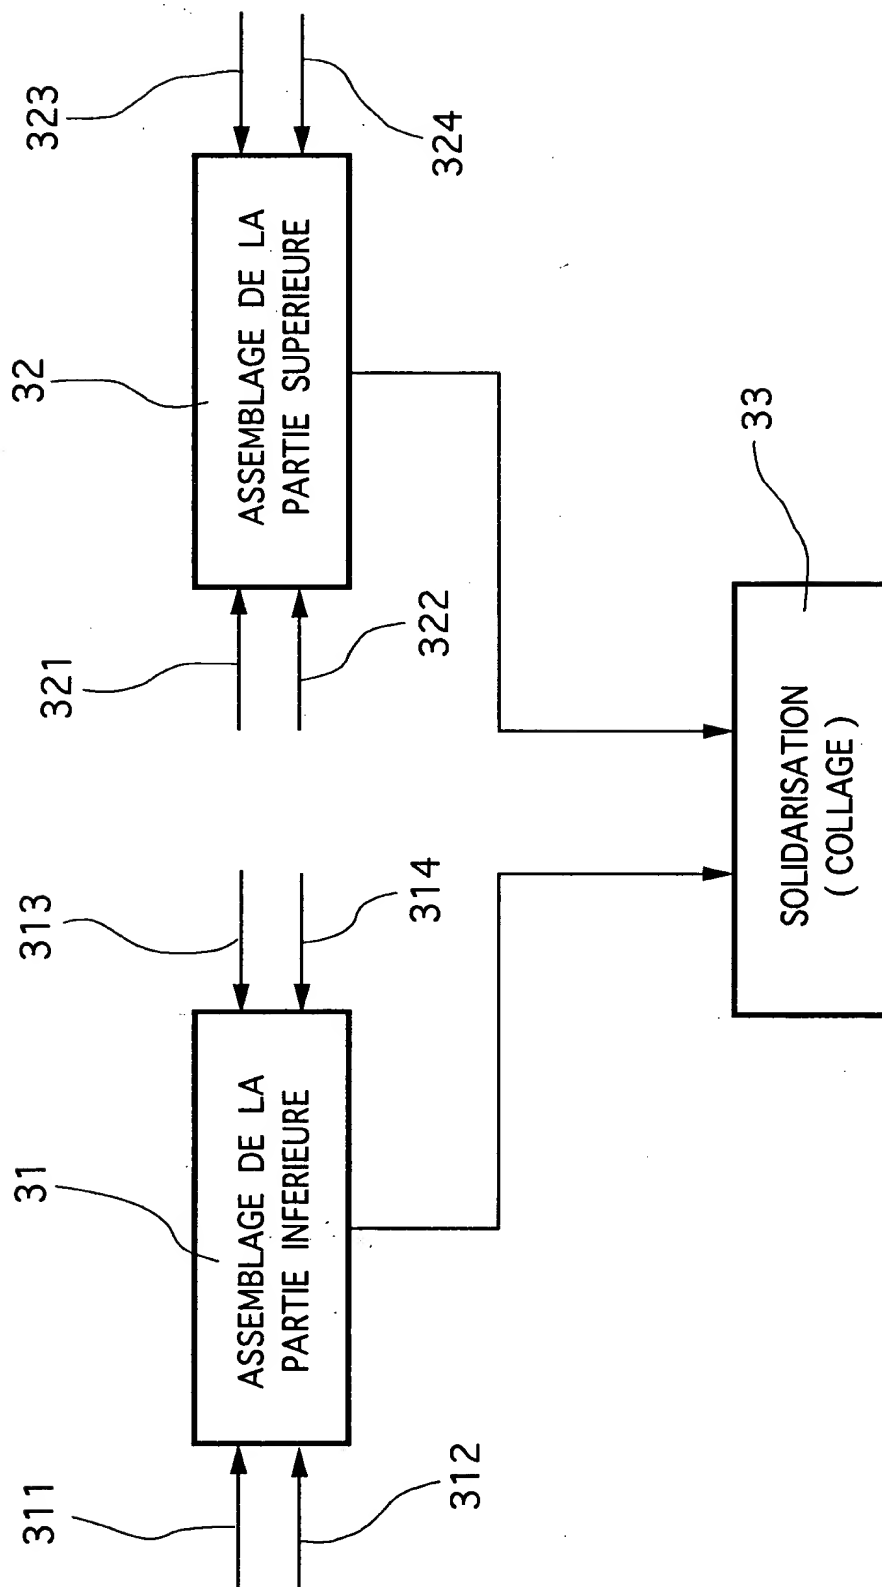 311
312
31
ASSEMBLAGE DE LA
PARTIE INFERIEURE
313
314
321
322
32
ASSEMBLAGE DE LA
PARTIE SUPERIEURE
323
324
SOLIDARISATION
( COLLAGE )
33